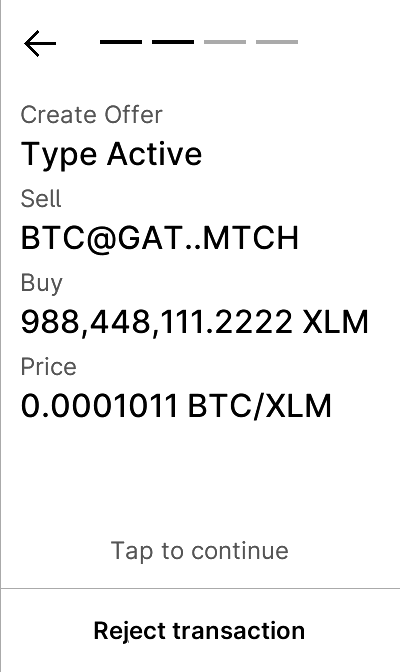 Create Offer
Type Active
Sell
BTC@GAT..MTCH
Buy
988,448,111.2222 XLM
Price
0.0001011 BTC/XLM
Tap to continue
Reject transaction